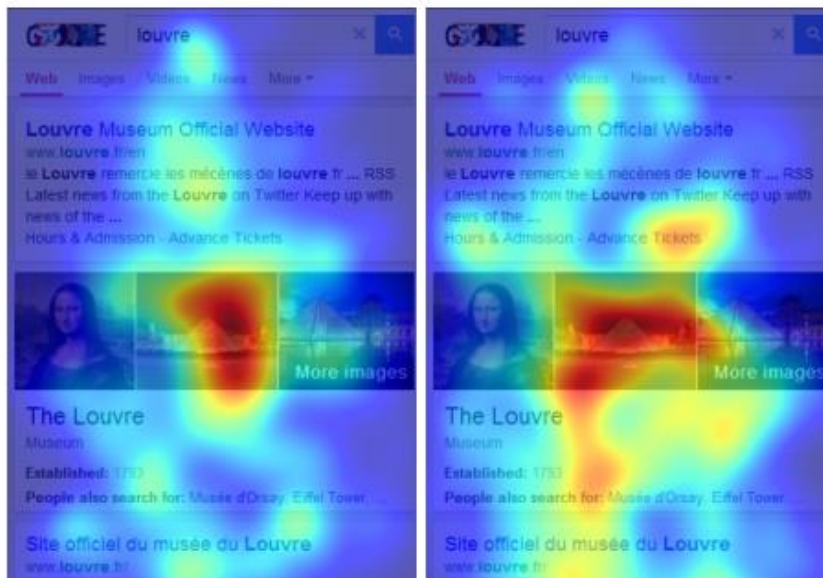 louvre
Web Images Videos News More
Louvre Museum Official Website
www.louvre.fr/en
le Louvre remercie les mécènes de louvre fr ... RSS
Latest news from the Louvre on Twitter Keep up with
news of the ...
Hours & Admission - Advance Tickets
More images
The Louvre
Museum
Established: 1793
People also search for: Musée d'Orsay, Eiffel Tower, ...
Site officiel du musée du Louvre
www.louvre.fr/
louvre
Web Images Videos News More
Louvre Museum Official Website
www.louvre.fr/en
le Louvre remercie les mécènes de louvre fr ... RSS
Latest news from the Louvre on Twitter Keep up with
news of the ...
Hours & Admission - Advance Tickets
More images
The Louvre
Museum
Established: 1793
People also search for: Musée d'Orsay, Eiffel Tower, ...
Site officiel du musée du Louvre
www.louvre.fr/